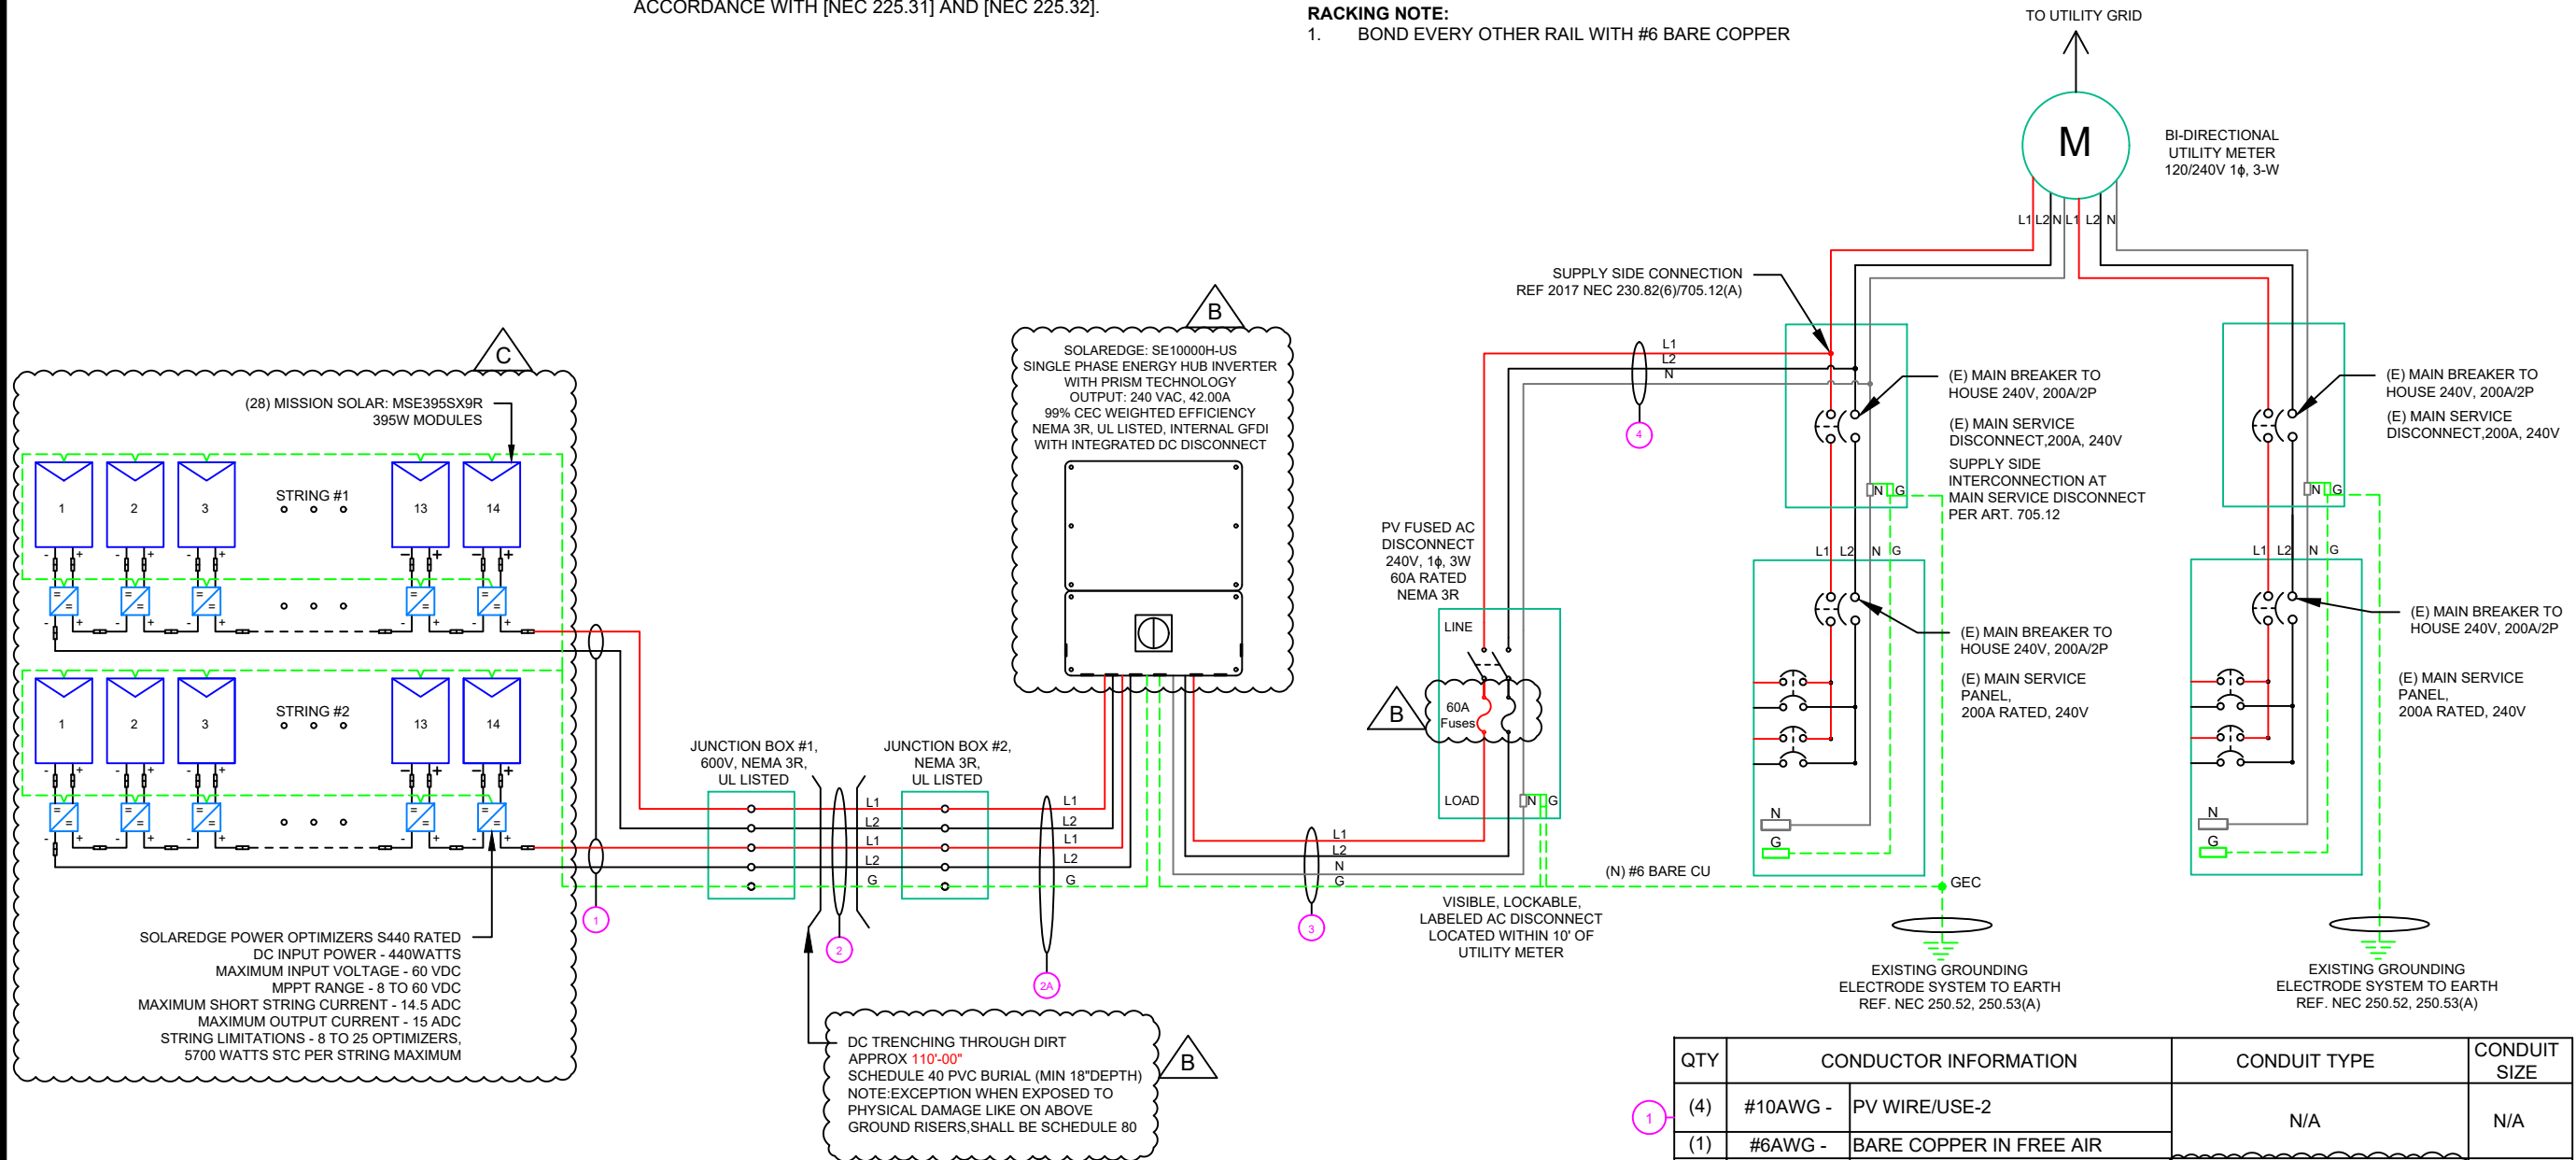 ACCORDANCE WITH [NEC 225.31] AND [NEC 225.32].
RACKING NOTE:
1. BOND EVERY OTHER RAIL WITH #6 BARE COPPER
TO UTILITY GRID
M
BI-DIRECTIONAL
UTILITY METER
120/240V 1ϕ, 3-W
L1 L2 N L1 L2 N
SUPPLY SIDE CONNECTION
REF 2017 NEC 230.82(6)/705.12(A)
C
(28) MISSION SOLAR: MSE395SX9R
395W MODULES
STRING #1
1 2 3 13 14
- + - + - + - + - +
= = = = = = = = = =
- + - + - + - + - +
STRING #2
1 2 3 13 14
- + - + - + - + - +
= = = = = = = = = =
- + - + - + - + - +
SOLAREDGE POWER OPTIMIZERS S440 RATED
DC INPUT POWER - 440WATTS
MAXIMUM INPUT VOLTAGE - 60 VDC
MPPT RANGE - 8 TO 60 VDC
MAXIMUM SHORT STRING CURRENT - 14.5 ADC
MAXIMUM OUTPUT CURRENT - 15 ADC
STRING LIMITATIONS - 8 TO 25 OPTIMIZERS,
5700 WATTS STC PER STRING MAXIMUM
1
JUNCTION BOX #1,
600V, NEMA 3R,
UL LISTED
JUNCTION BOX #2,
NEMA 3R,
UL LISTED
L1
L2
L1
L2
G
2
L1
L2
L1
L2
G
2A
DC TRENCHING THROUGH DIRT
APPROX 110'-00"
SCHEDULE 40 PVC BURIAL (MIN 18"DEPTH)
NOTE:EXCEPTION WHEN EXPOSED TO
PHYSICAL DAMAGE LIKE ON ABOVE
GROUND RISERS,SHALL BE SCHEDULE 80
B
B
SOLAREDGE: SE10000H-US
SINGLE PHASE ENERGY HUB INVERTER
WITH PRISM TECHNOLOGY
OUTPUT: 240 VAC, 42.00A
99% CEC WEIGHTED EFFICIENCY
NEMA 3R, UL LISTED, INTERNAL GFDI
WITH INTEGRATED DC DISCONNECT
L1
L2
N
G
3
PV FUSED AC
DISCONNECT
240V, 1ϕ, 3W
60A RATED
NEMA 3R
LINE
B
60A
Fuses
LOAD
N G
VISIBLE, LOCKABLE,
LABELED AC DISCONNECT
LOCATED WITHIN 10' OF
UTILITY METER
L1
L2
N
4
(N) #6 BARE CU
GEC
(E) MAIN BREAKER TO
HOUSE 240V, 200A/2P
(E) MAIN SERVICE
DISCONNECT,200A, 240V
SUPPLY SIDE
INTERCONNECTION AT
MAIN SERVICE DISCONNECT
PER ART. 705.12
N G
L1 L2 N G
(E) MAIN BREAKER TO
HOUSE 240V, 200A/2P
(E) MAIN SERVICE
PANEL,
200A RATED, 240V
N
G
EXISTING GROUNDING
ELECTRODE SYSTEM TO EARTH
REF. NEC 250.52, 250.53(A)
(E) MAIN BREAKER TO
HOUSE 240V, 200A/2P
(E) MAIN SERVICE
DISCONNECT,200A, 240V
N G
L1 L2 N G
(E) MAIN BREAKER TO
HOUSE 240V, 200A/2P
(E) MAIN SERVICE
PANEL,
200A RATED, 240V
N
G
EXISTING GROUNDING
ELECTRODE SYSTEM TO EARTH
REF. NEC 250.52, 250.53(A)
QTY CONDUCTOR INFORMATION CONDUIT TYPE CONDUIT SIZE
1 (4) #10AWG - PV WIRE/USE-2 N/A N/A
(1) #6AWG - BARE COPPER IN FREE AIR